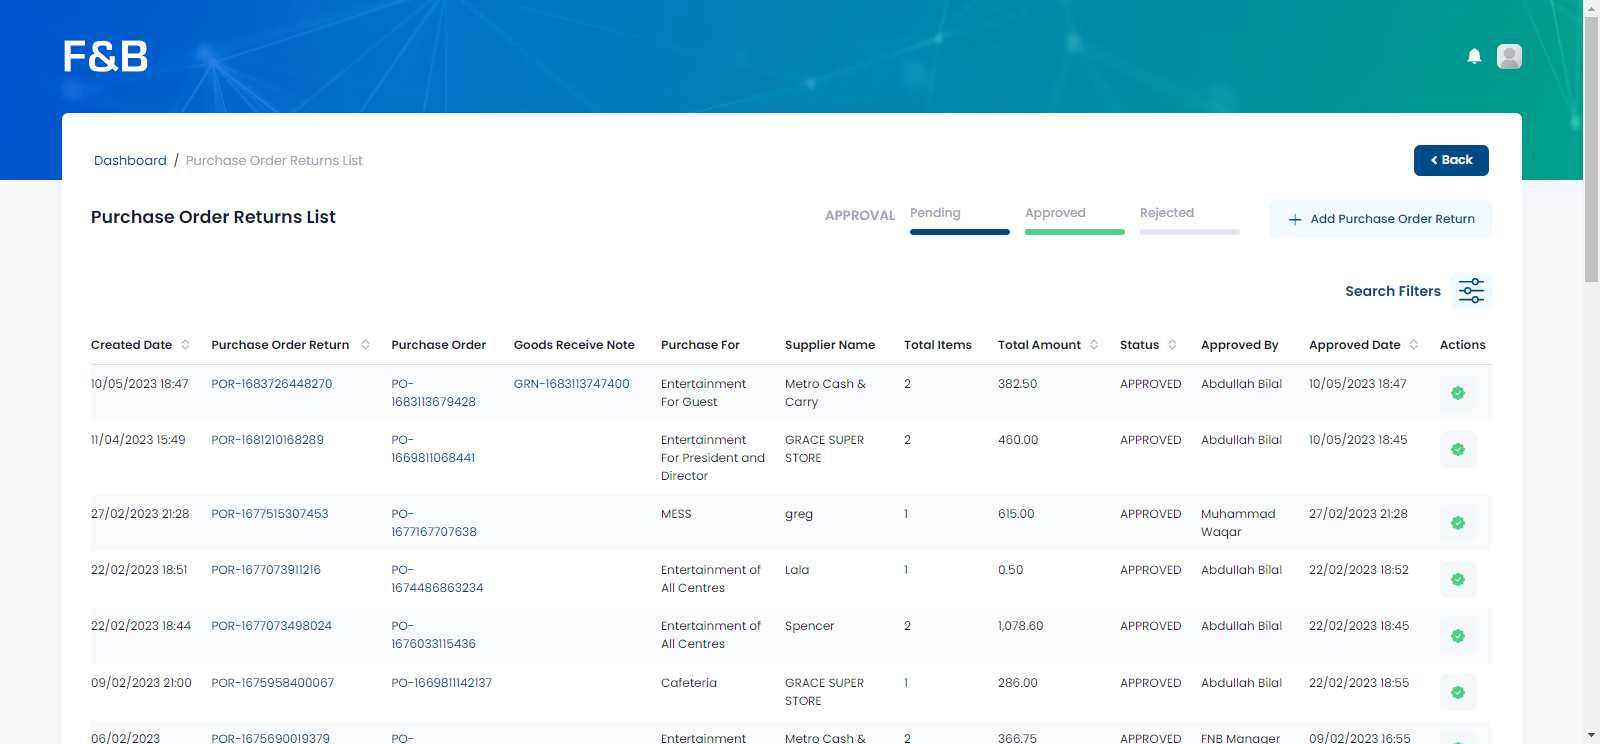 F&B
Dashboard / Purchase Order Returns List
Back
Purchase Order Returns List
APPROVAL Pending Approved Rejected
Add Purchase Order Return
Search Filters
Created Date Purchase Order Return Purchase Order Goods Receive Note Purchase For Supplier Name Total Items Total Amount Status Approved By Approved Date Actions
10/05/2023 18:47 POR-1683726448270 PO- GRN-1683113747400 Entertainment Metro Cash & 2 382.50 APPROVED Abdullah Bilal 10/05/2023 18:47
1683113679428 For Guest Carry
11/04/2023 15:49 POR-1681210168289 PO- Entertainment GRACE SUPER 2 460.00 APPROVED Abdullah Bilal 10/05/2023 18:45
1669811068441 For President and STORE
Director
27/02/2023 21:28 POR-1677515307453 PO- MESS greg 1 615.00 APPROVED Muhammad 27/02/2023 21:28
1677167707638 Waqar
22/02/2023 18:51 POR-1677073911216 PO- Entertainment of Lala 1 0.50 APPROVED Abdullah Bilal 22/02/2023 18:52
1674486863234 All Centres
22/02/2023 18:44 POR-1677073498024 PO- Entertainment of Spencer 2 1,078.60 APPROVED Abdullah Bilal 22/02/2023 18:45
1676033115436 All Centres
09/02/2023 21:00 POR-1675958400067 PO-1669811142137 Cafeteria GRACE SUPER 1 286.00 APPROVED Abdullah Bilal 22/02/2023 18:55
STORE
06/02/2023 POR-1675690019379 PO- Entertainment Metro Cash & 2 366.75 APPROVED FNB Manager 09/02/2023 16:55